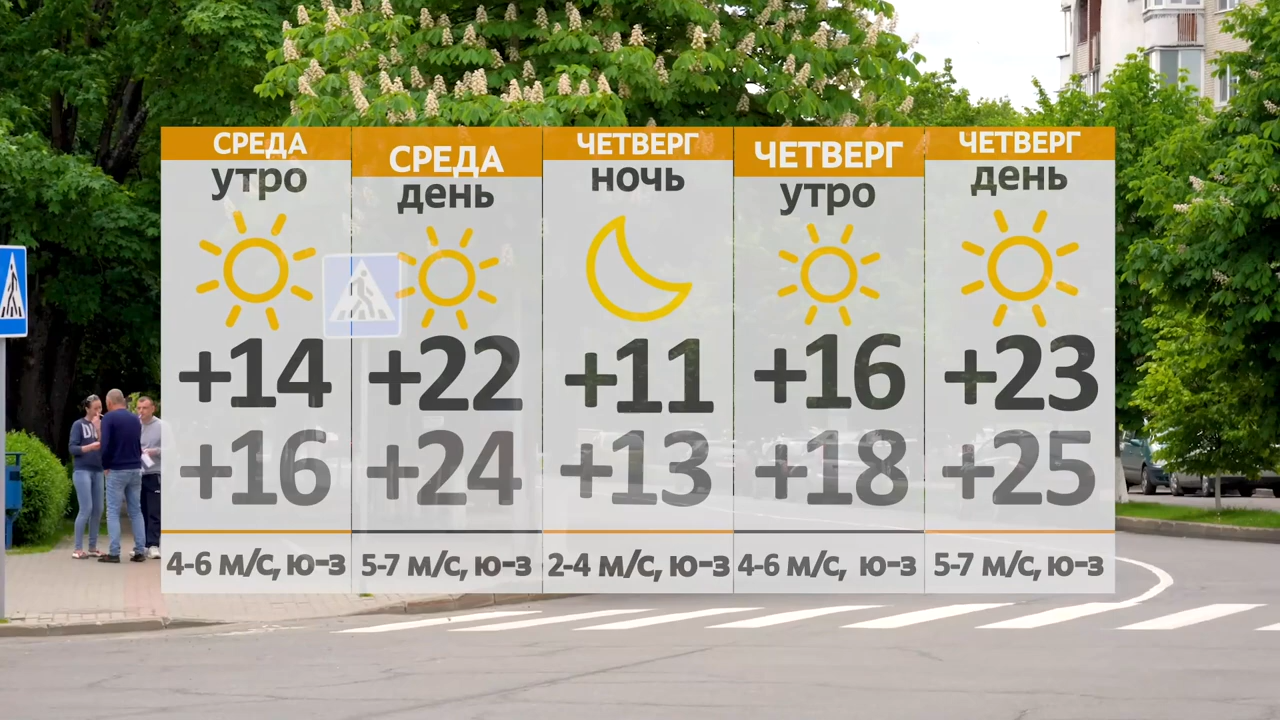 СРЕДА
утро
+14
+16
4-6 м/с, ю-з
СРЕДА
день
+22
+24
5-7 м/с, ю-з
ЧЕТВЕРГ
ночь
+11
+13
2-4 м/с, ю-з
ЧЕТВЕРГ
утро
+16
+18
4-6 м/с, ю-з
ЧЕТВЕРГ
день
+23
+25
5-7 м/с, ю-з